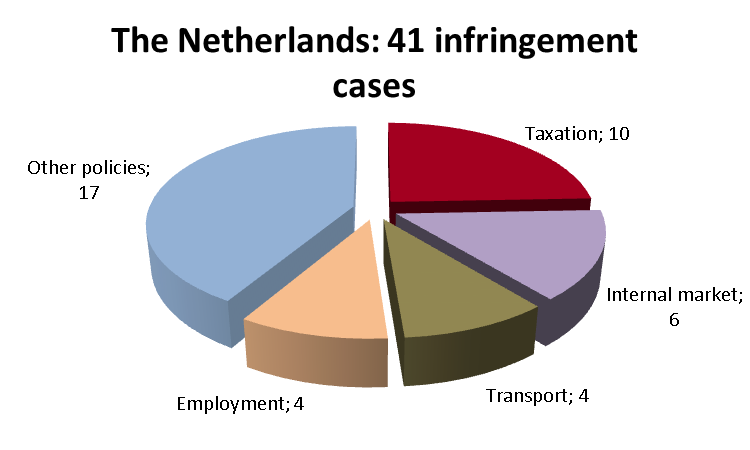 The Netherlands: 41 infringement
cases
Taxation; 10
Other policies;
17
Internal market;
6
Transport; 4
Employment; 4